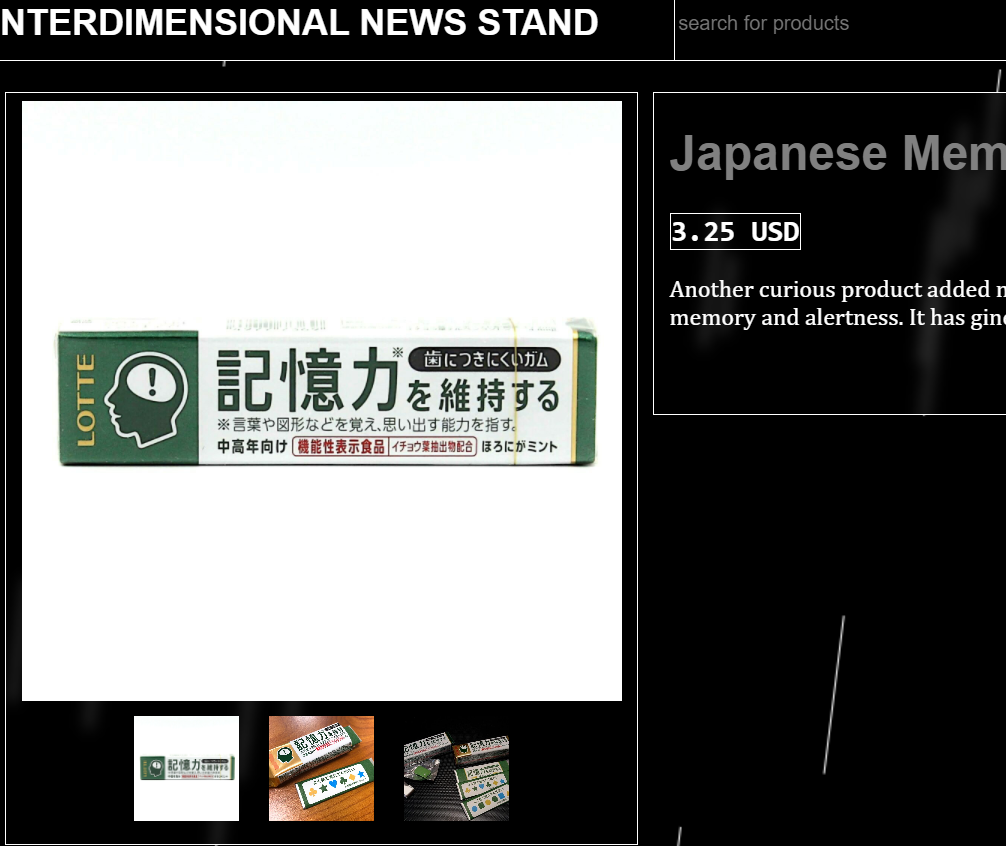 NTERDIMENSIONAL NEWS STAND
search for products
Japanese Mem
3.25 USD
Another curious product added
memory and alertness. It has
LOTTE
!
記憶力※
歯につきにくいガム
を維持する
※言葉や図形などを覚え、思い出す能力を指す。
中高年向け 機能性表示食品 イチョウ葉抽出物配合 ほろにがミント